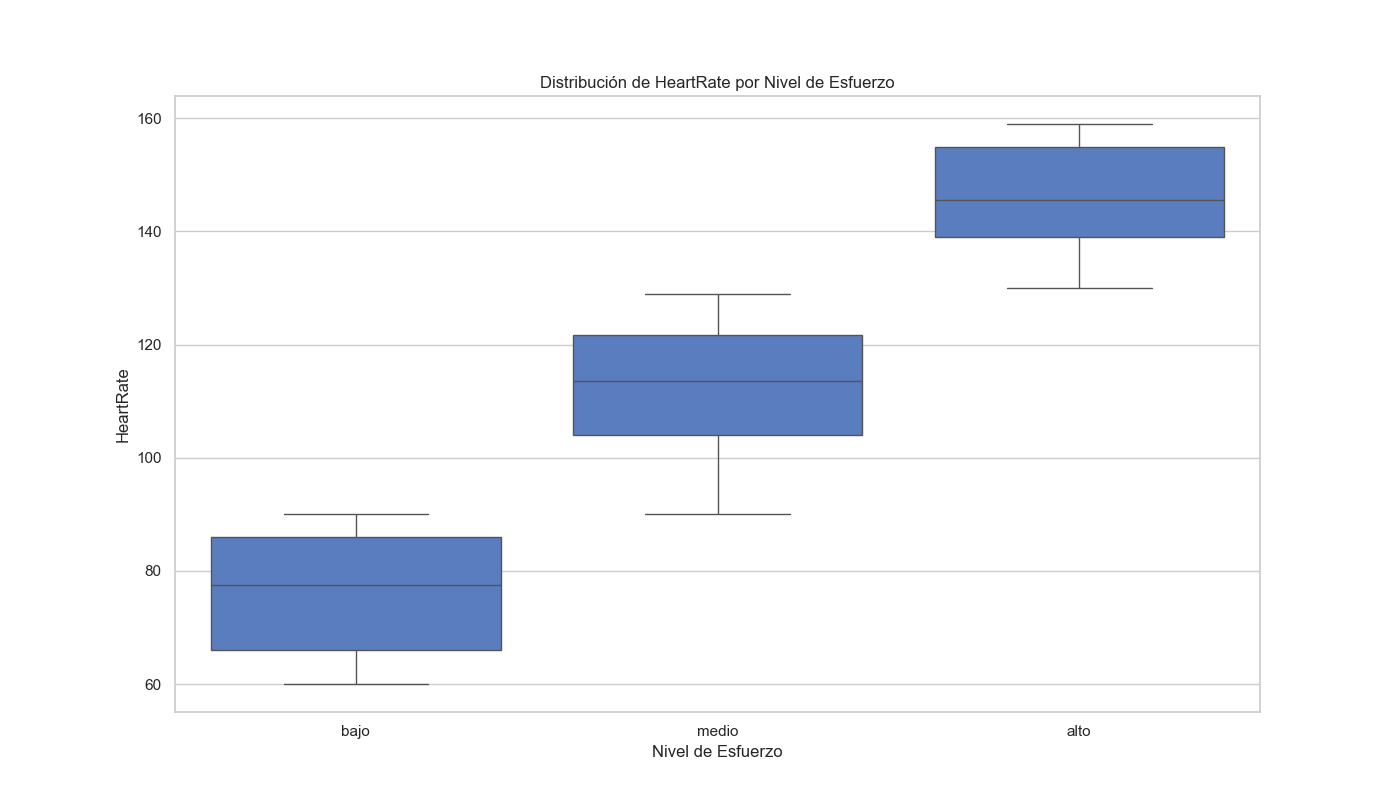 Distribución de HeartRate por Nivel de Esfuerzo
160
140
120
100
80
60
HeartRate
bajo medio alto
Nivel de Esfuerzo